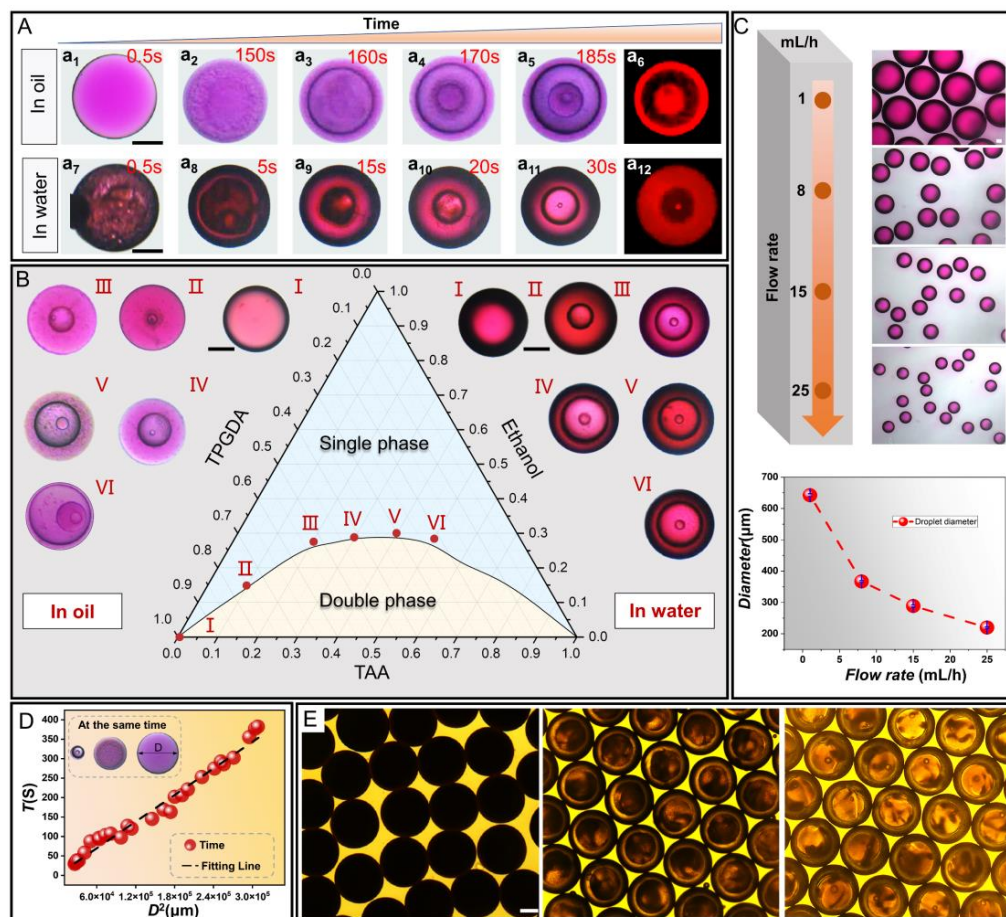 A
Time
In oil
a1 0.5s
a2 150s
a3 160s
a4 170s
a5 185s
a6
In water
a7 0.5s
a8 5s
a9 15s
a10 20s
a11 30s
a12
B
III II I
V IV
VI
I II III
IV V
VI
0.0
0.1
0.2
0.3
0.4
0.5
0.6
0.7
0.8
0.9
1.0
TPGDA
1.0
0.9
0.8
0.7
0.6
0.5
0.4
0.3
0.2
0.1
0.0
Ethanol
Single phase
Double phase
I
II
III
IV
V
VI
In oil
In water
0.0 0.1 0.2 0.3 0.4 0.5 0.6 0.7 0.8 0.9 1.0
TAA
C
mL/h
1
8
15
25
Flow rate
700
600
500
400
300
200
Diameter(μm)
Droplet diameter
0 5 10 15 20 25
Flow rate (mL/h)
D
At the same time
D
400
350
300
250
200
150
100
50
0
T(S)
Time
Fitting Line
6.0×10⁴ 1.2×10⁵ 1.8×10⁵ 2.4×10⁵ 3.0×10⁵
D²(μm)
E